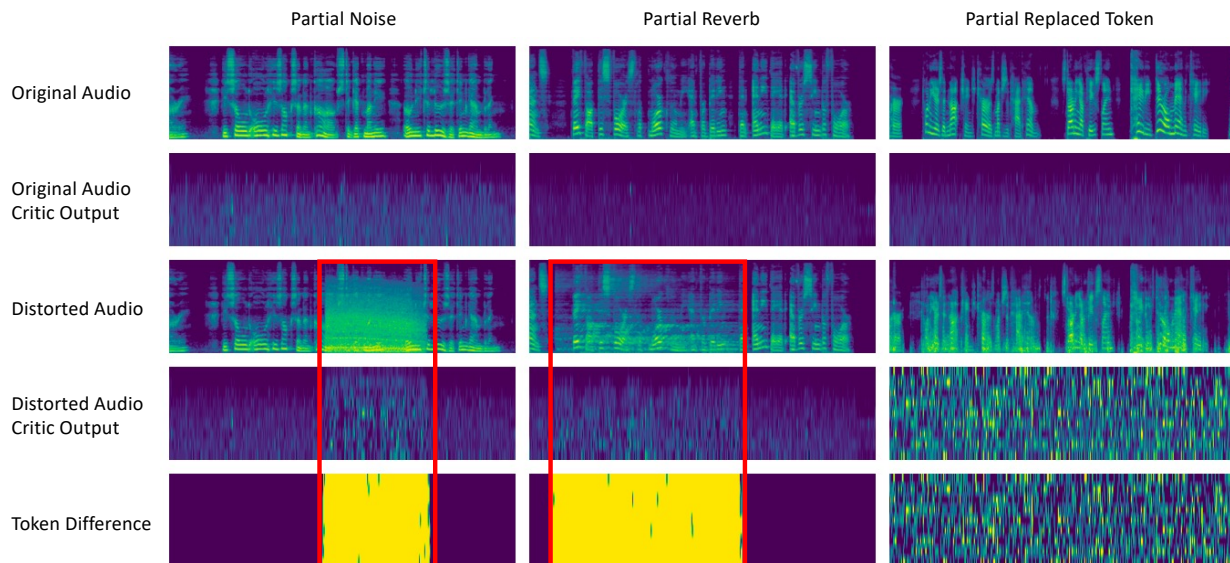 Partial Noise
Partial Reverb
Partial Replaced Token
Original Audio
Original Audio
Critic Output
Distorted Audio
Distorted Audio
Critic Output
Token Difference